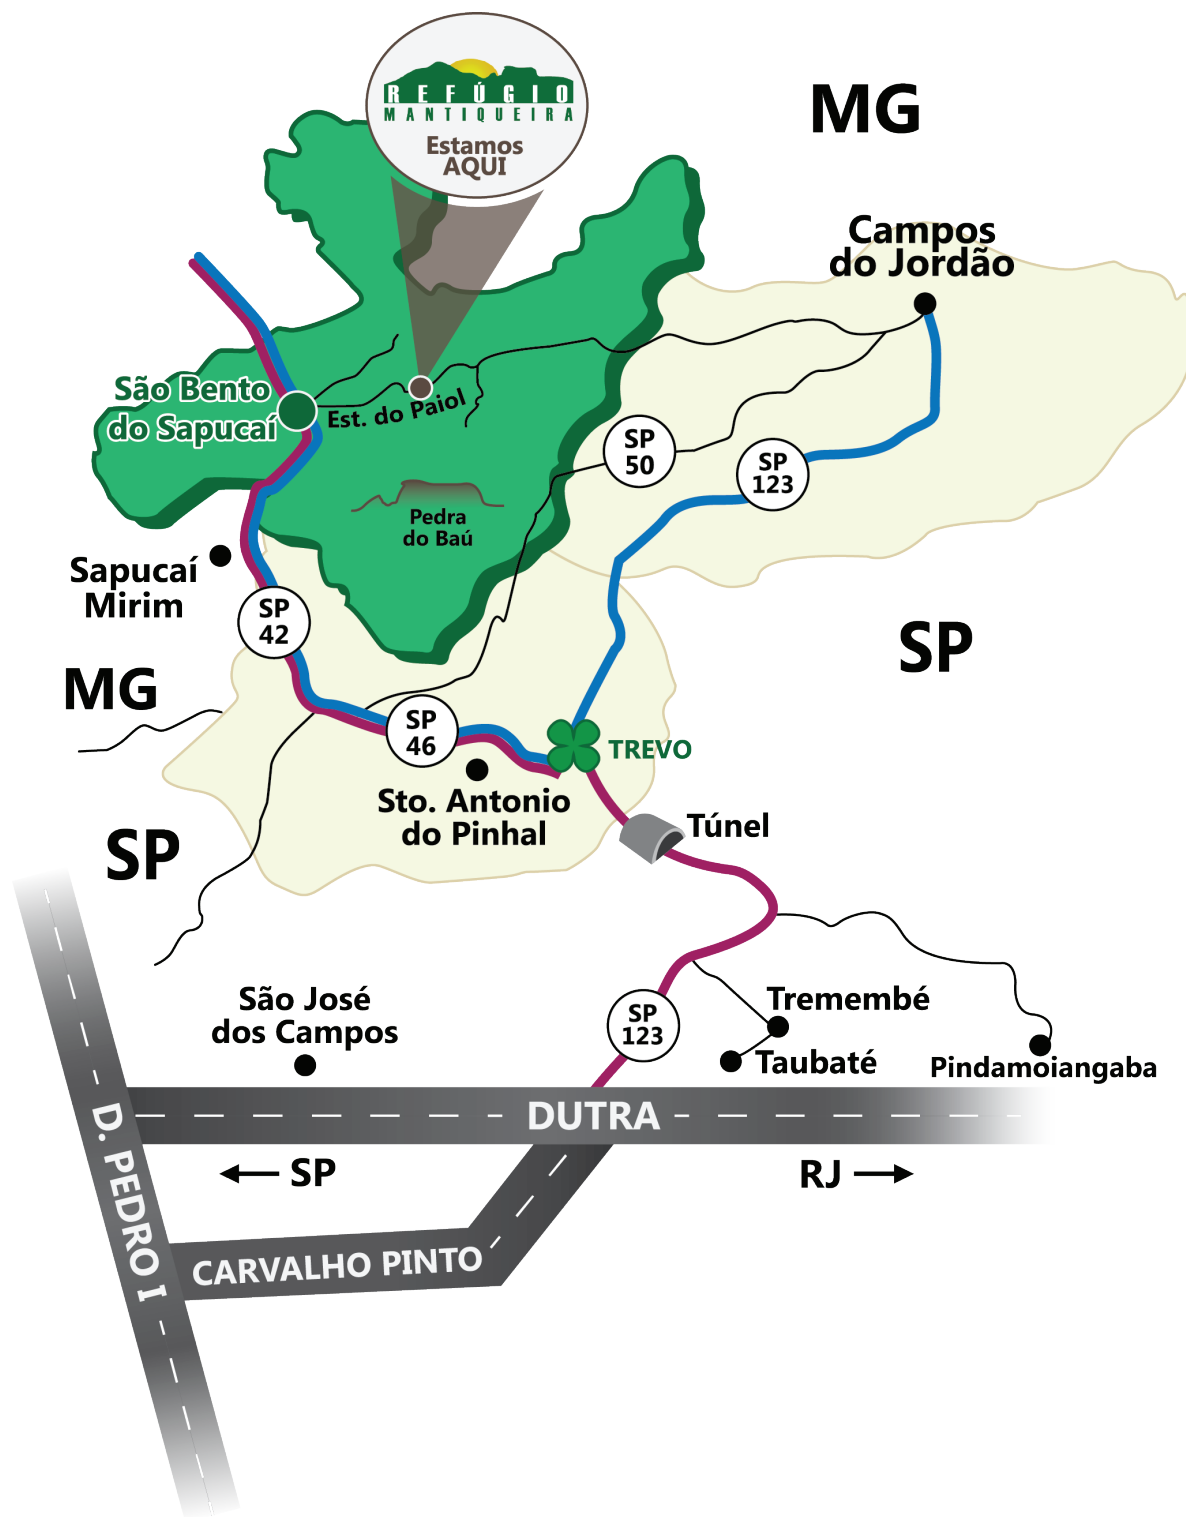 REFÚGIO
MANTIQUEIRA
Estamos
AQUI
MG
Campos
do Jordão
São Bento
do Sapucaí
Est. do Paiol
SP
50
SP
123
Pedra
do Baú
Sapucaí
Mirim
SP
42
SP
MG
SP
46
TREVO
Sto. Antonio
do Pinhal
Túnel
SP
São José
dos Campos
SP
123
Tremembé
Taubaté
Pindamoiangaba
D. PEDRO I
DUTRA
SP
RJ
CARVALHO PINTO